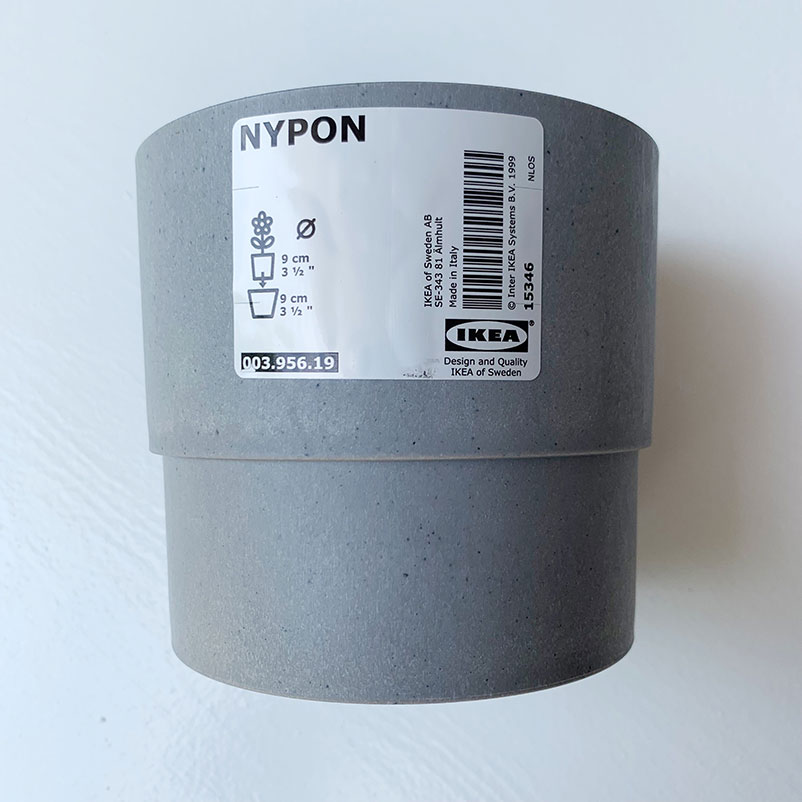 NYPON
Ø
9 cm
3 ½ "
9 cm
3 ½ "
003.956.19
IKEA of Sweden AB
SE-343 81 Älmhult
Made in Italy
© Inter IKEA Systems B.V. 1999
15346
NLOS
IKEA®
Design and Quality
IKEA of Sweden